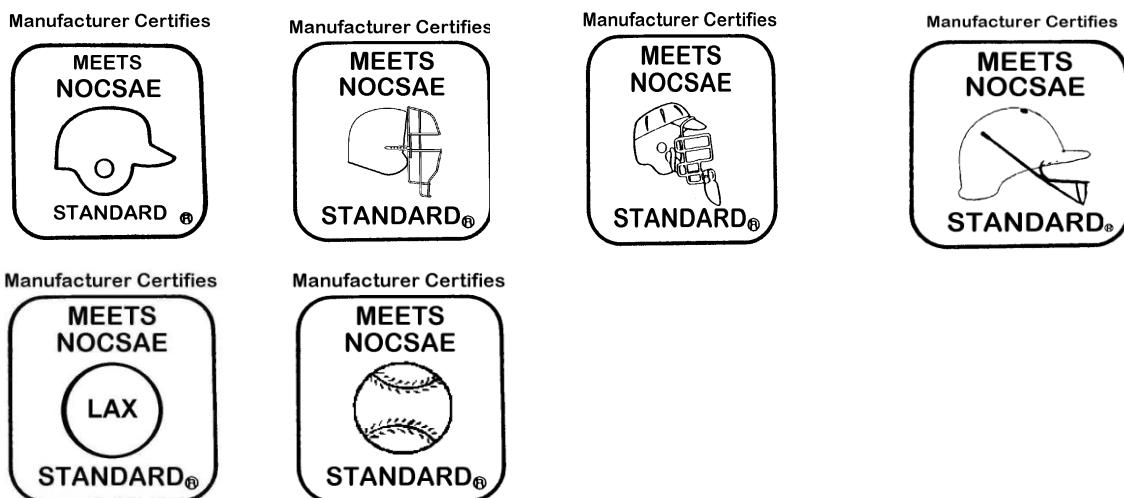 Manufacturer Certifies
MEETS
NOCSAE
STANDARD ®
Manufacturer Certifies
MEETS
NOCSAE
STANDARD®
Manufacturer Certifies
MEETS
NOCSAE
STANDARD®
Manufacturer Certifies
MEETS
NOCSAE
STANDARD®
Manufacturer Certifies
MEETS
NOCSAE
LAX
STANDARD®
Manufacturer Certifies
MEETS
NOCSAE
STANDARD®